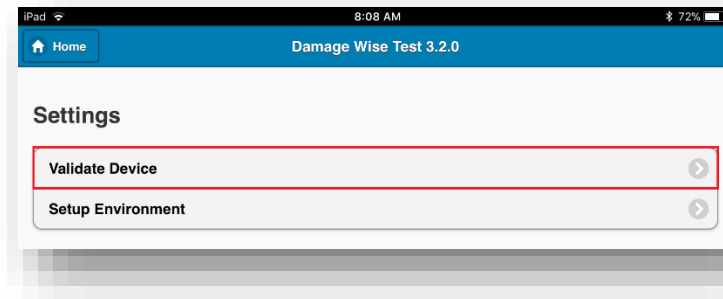 iPad 8:08 AM 72%
Home Damage Wise Test 3.2.0
Settings
Validate Device
Setup Environment